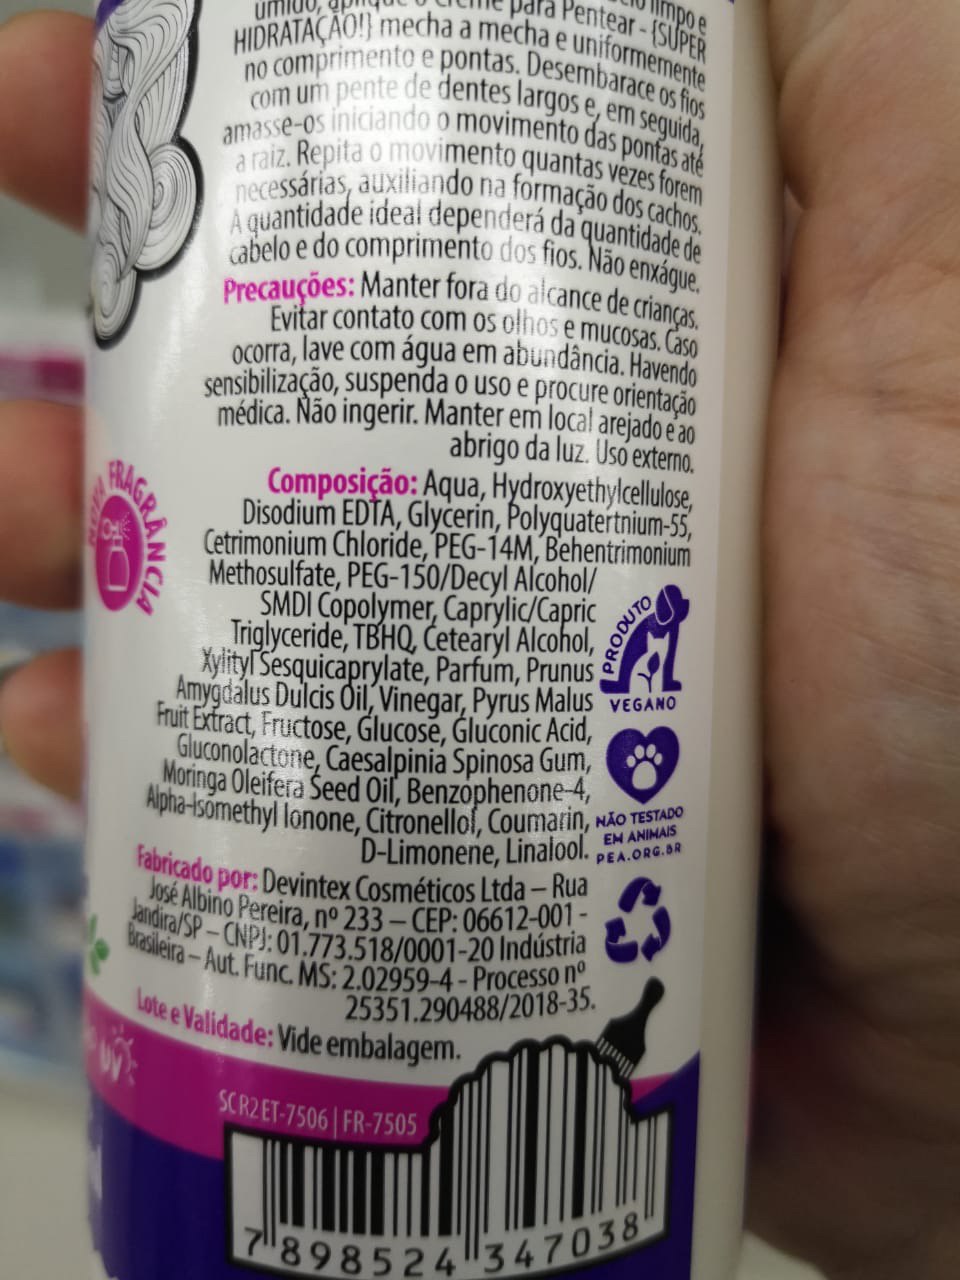 limpo e
úmido, aplique o Creme para Pentear - {SUPER
HIDRATAÇÃO!} mecha a mecha e uniformemente
no comprimento e pontas. Desembarace os fios
com um pente de dentes largos e, em seguida,
amasse-os iniciando o movimento das pontas até
a raiz. Repita o movimento quantas vezes forem
necessárias, auxiliando na formação dos cachos.
A quantidade ideal dependerá da quantidade de
cabelo e do comprimento dos fios. Não enxágue.
Precauções: Manter fora do alcance de crianças.
Evitar contato com os olhos e mucosas. Caso
ocorra, lave com água em abundância. Havendo
sensibilização, suspenda o uso e procure orientação
médica. Não ingerir. Manter em local arejado e ao
abrigo da luz. Uso externo.
Composição: Aqua, Hydroxyethylcellulose,
Disodium EDTA, Glycerin, Polyquatertnium-55,
Cetrimonium Chloride, PEG-14M, Behentrimonium
Methosulfate, PEG-150/Decyl Alcohol/
SMDI Copolymer, Caprylic/Capric
Triglyceride, TBHQ, Cetearyl Alcohol,
Xylityl Sesquicaprylate, Parfum, Prunus
Amygdalus Dulcis Oil, Vinegar, Pyrus Malus
Fruit Extract, Fructose, Glucose, Gluconic Acid,
Gluconolactone, Caesalpinia Spinosa Gum,
Moringa Oleifera Seed Oil, Benzophenone-4,
Alpha-Isomethyl Ionone, Citronellol, Coumarin,
D-Limonene, Linalool.
NOVA FRAGRÂNCIA
PRODUTO
VEGANO
NÃO TESTADO
EM ANIMAIS
PEA.ORG.BR
Fabricado por: Devintex Cosméticos Ltda – Rua
José Albino Pereira, nº 233 – CEP: 06612-001 -
Jandira/SP – CNPJ: 01.773.518/0001-20 Indústria
Brasileira – Aut. Func. MS: 2.02959-4 - Processo nº
25351.290488/2018-35.
Lote e Validade: Vide embalagem.
UV
SCR2ET-7506 | FR-7505
7 898524 347038